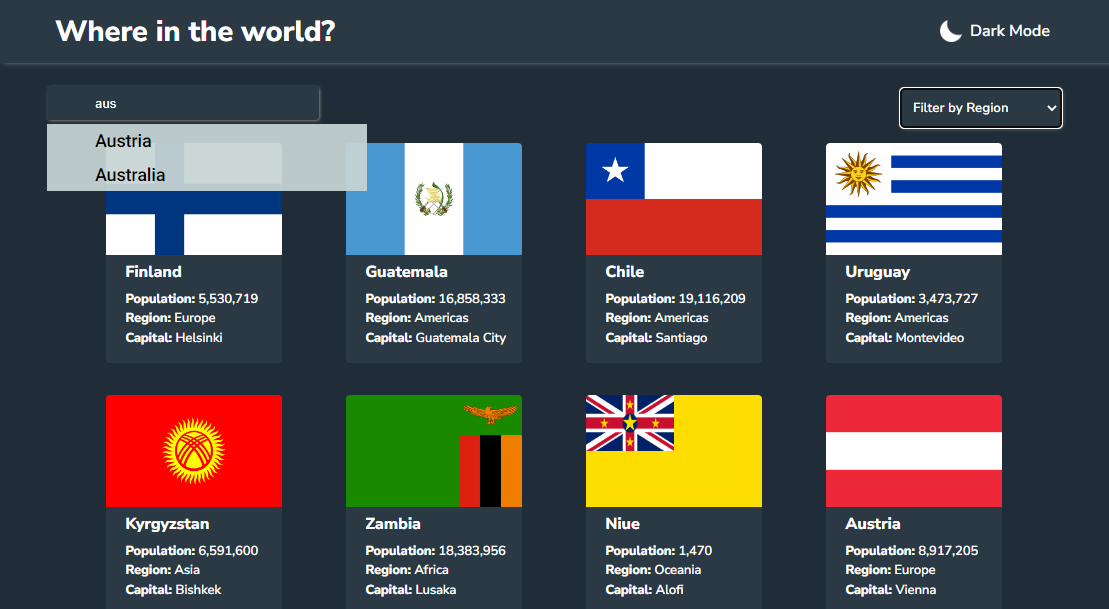 Where in the world?
Dark Mode
aus
Filter by Region
Austria
Australia
Finland
Population: 5,530,719
Region: Europe
Capital: Helsinki
Guatemala
Population: 16,858,333
Region: Americas
Capital: Guatemala City
Chile
Population: 19,116,209
Region: Americas
Capital: Santiago
Uruguay
Population: 3,473,727
Region: Americas
Capital: Montevideo
Kyrgyzstan
Population: 6,591,600
Region: Asia
Capital: Bishkek
Zambia
Population: 18,383,956
Region: Africa
Capital: Lusaka
Niue
Population: 1,470
Region: Oceania
Capital: Alofi
Austria
Population: 8,917,205
Region: Europe
Capital: Vienna